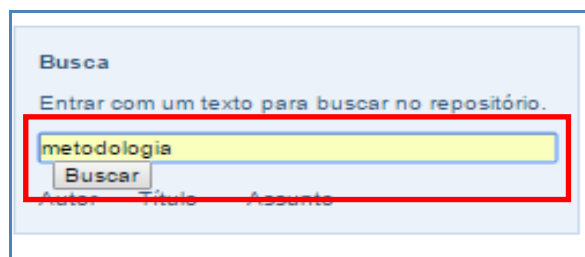 Busca
Entrar com um texto para buscar no repositório.
metodologia
Buscar
Autor Título Assunto